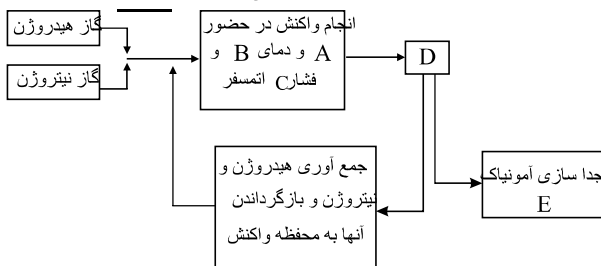 گاز هیدروژن
گاز نیتروژن
انجام واکنش در حضور
A و دمای B و
فشار C اتمسفر
D
جمع آوری هیدروژن و
نیتروژن و بازگرداندن
آنها به محفظه واکنش
جدا سازی آمونیاک
E